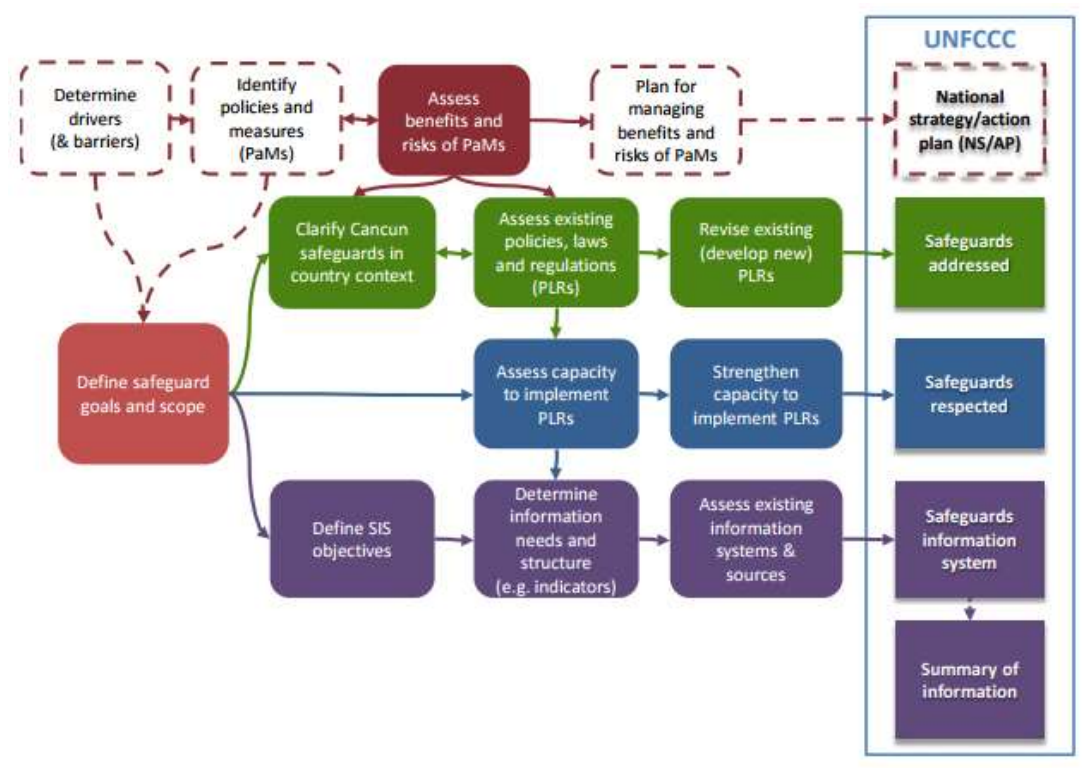 UNFCCC
Determine
drivers
(& barriers)
Identify
policies and
measures
(PaMs)
Assess
benefits and
risks of PaMs
Plan for
managing
benefits and
risks of PaMs
National
strategy/action
plan (NS/AP)
Clarify Cancun
safeguards in
country context
Assess existing
policies, laws
and regulations
(PLRs)
Revise existing
(develop new)
PLRs
Safeguards
addressed
Define safeguard
goals and scope
Assess capacity
to implement
PLRs
Strengthen
capacity to
implement PLRs
Safeguards
respected
Define SIS
objectives
Determine
information
needs and
structure
(e.g. indicators)
Assess existing
information
systems &
sources
Safeguards
information
system
Summary of
information